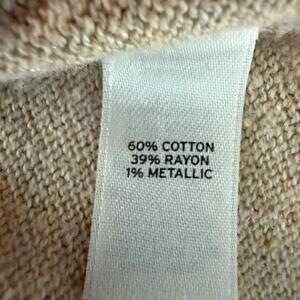 60% COTTON
39% RAYON
1% METALLIC